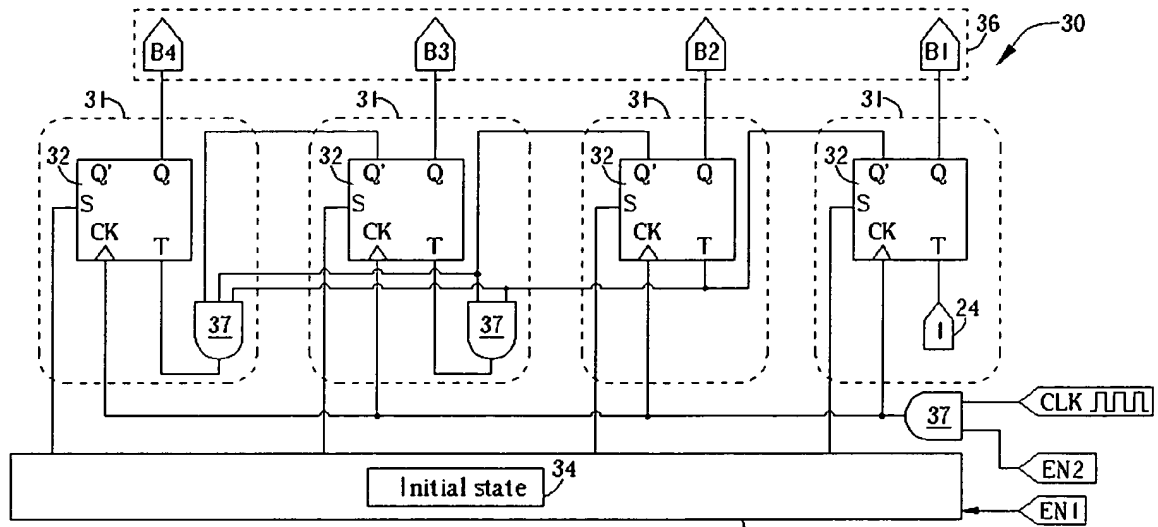 B4 B3 B2 B1 36 30
31 31 31 31
32 Q' Q 32 Q' Q 32 Q' Q 32 Q' Q
S S S S
CK T CK T CK T CK T
37 37 1 24
37 CLK
EN2
Initial state 34
EN1